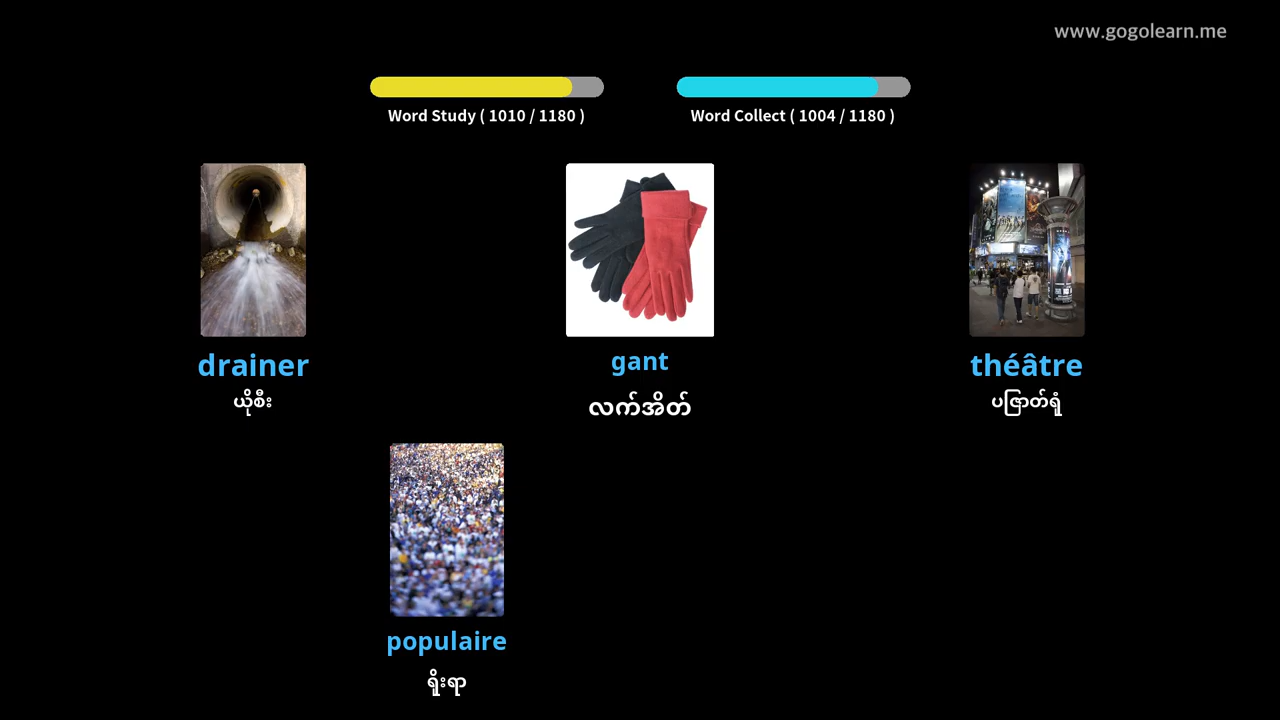 www.gogolearn.me
Word Study ( 1010 / 1180 )
Word Collect ( 1004 / 1180 )
drainer
ယိုစီး
gant
လက်အိတ်
théâtre
ပဇြာတ်ရုံ
populaire
ရိုးရာ